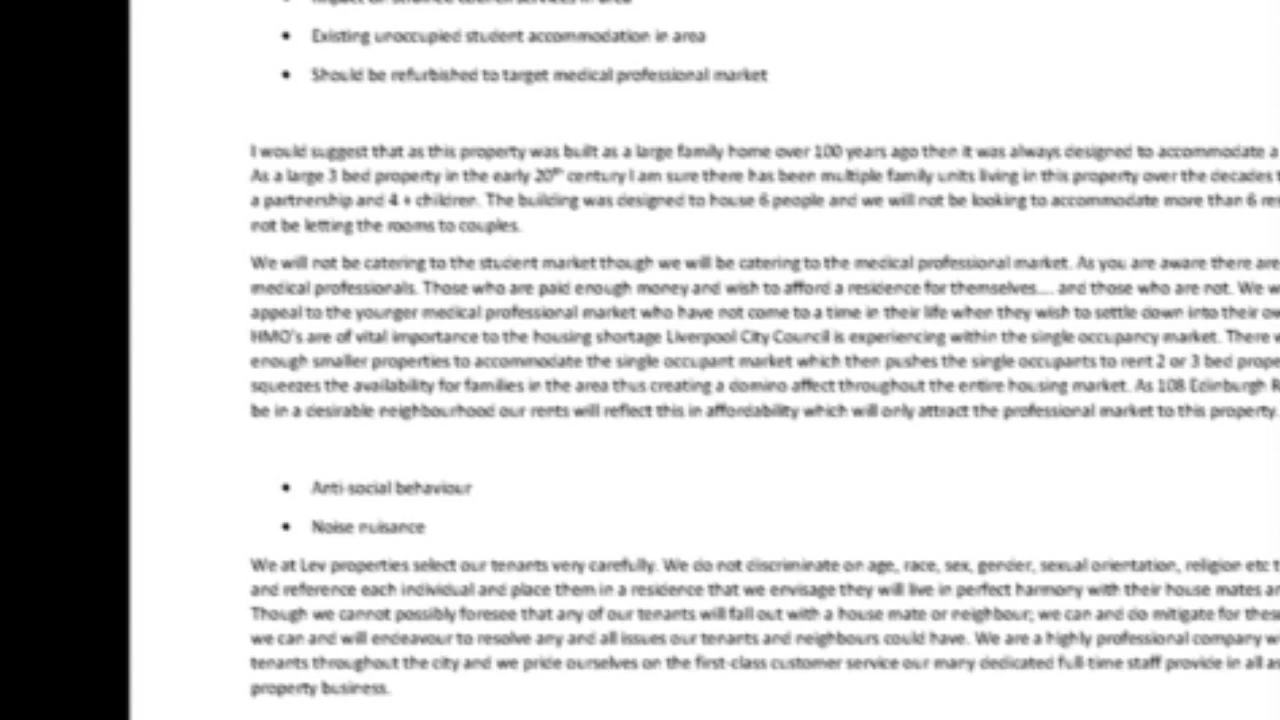 Impact on strained council services in area
Existing unoccupied student accommodation in area
Should be refurbished to target medical professional market
I would suggest that as this property was built as a large family home over 100 years ago then it was always designed to accommodate a
As a large 3 bed property in the early 20th century I am sure there has been multiple family units living in this property over the decades
a partnership and 4 + children. The building was designed to house 6 people and we will not be looking to accommodate more than 6
not be letting the rooms to couples.
We will not be catering to the student market though we will be catering to the medical professional market. As you are aware there are
medical professionals. Those who are paid enough money and wish to afford a residence for themselves.... and those who are not. We
appeal to the younger medical professional market who have not come to a time in their life when they wish to settle down into their
HMO's are of vital importance to the housing shortage Liverpool City Council is experiencing within the single occupancy market. There
enough smaller properties to accommodate the single occupant market which then pushes the single occupants to rent 2 or 3 bed
squeezes the availability for families in the area thus creating a domino affect throughout the entire housing market. As 108 Edinburgh
be in a desirable neighbourhood our rents will reflect this in affordability which will only attract the professional market to this property.
Anti-social behaviour
Noise nuisance
We at Lev properties select our tenants very carefully. We do not discriminate on age, race, sex, gender, sexual orientation, religion etc
and reference each individual and place them in a residence that we envisage they will live in perfect harmony with their house mates
Though we cannot possibly foresee that any of our tenants will fall out with a house mate or neighbour; we can and do mitigate for
we can and will endeavour to resolve any and all issues our tenants and neighbours could have. We are a highly professional company
tenants throughout the city and we pride ourselves on the first-class customer service our many dedicated full-time staff provide in all
property business.